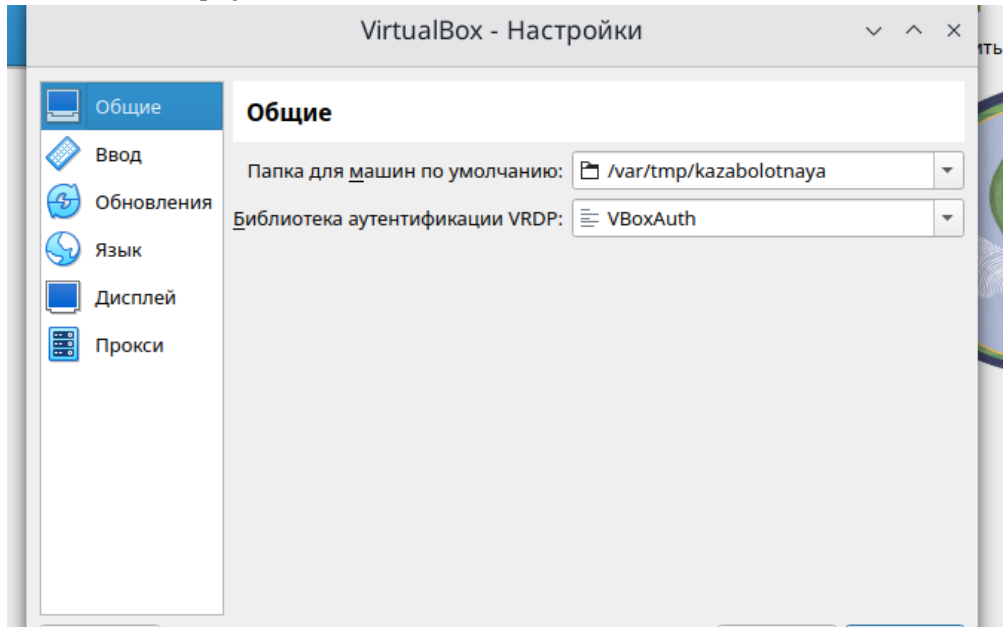 VirtualBox - Настройки
Общие
Ввод
Обновления
Язык
Дисплей
Прокси
Общие
Папка для машин по умолчанию: /var/tmp/kazabolotnaya
Библиотека аутентификации VRDP: VBoxAuth